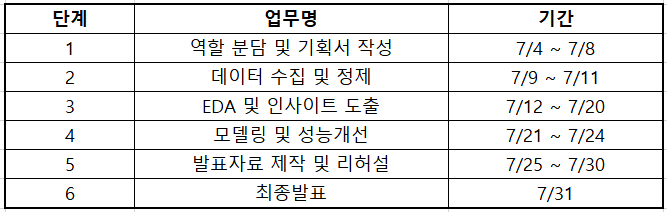 단계 업무명 기간
1 역할 분담 및 기획서 작성 7/4 ~ 7/8
2 데이터 수집 및 정제 7/9 ~ 7/11
3 EDA 및 인사이트 도출 7/12 ~ 7/20
4 모델링 및 성능개선 7/21 ~ 7/24
5 발표자료 제작 및 리허설 7/25 ~ 7/30
6 최종발표 7/31